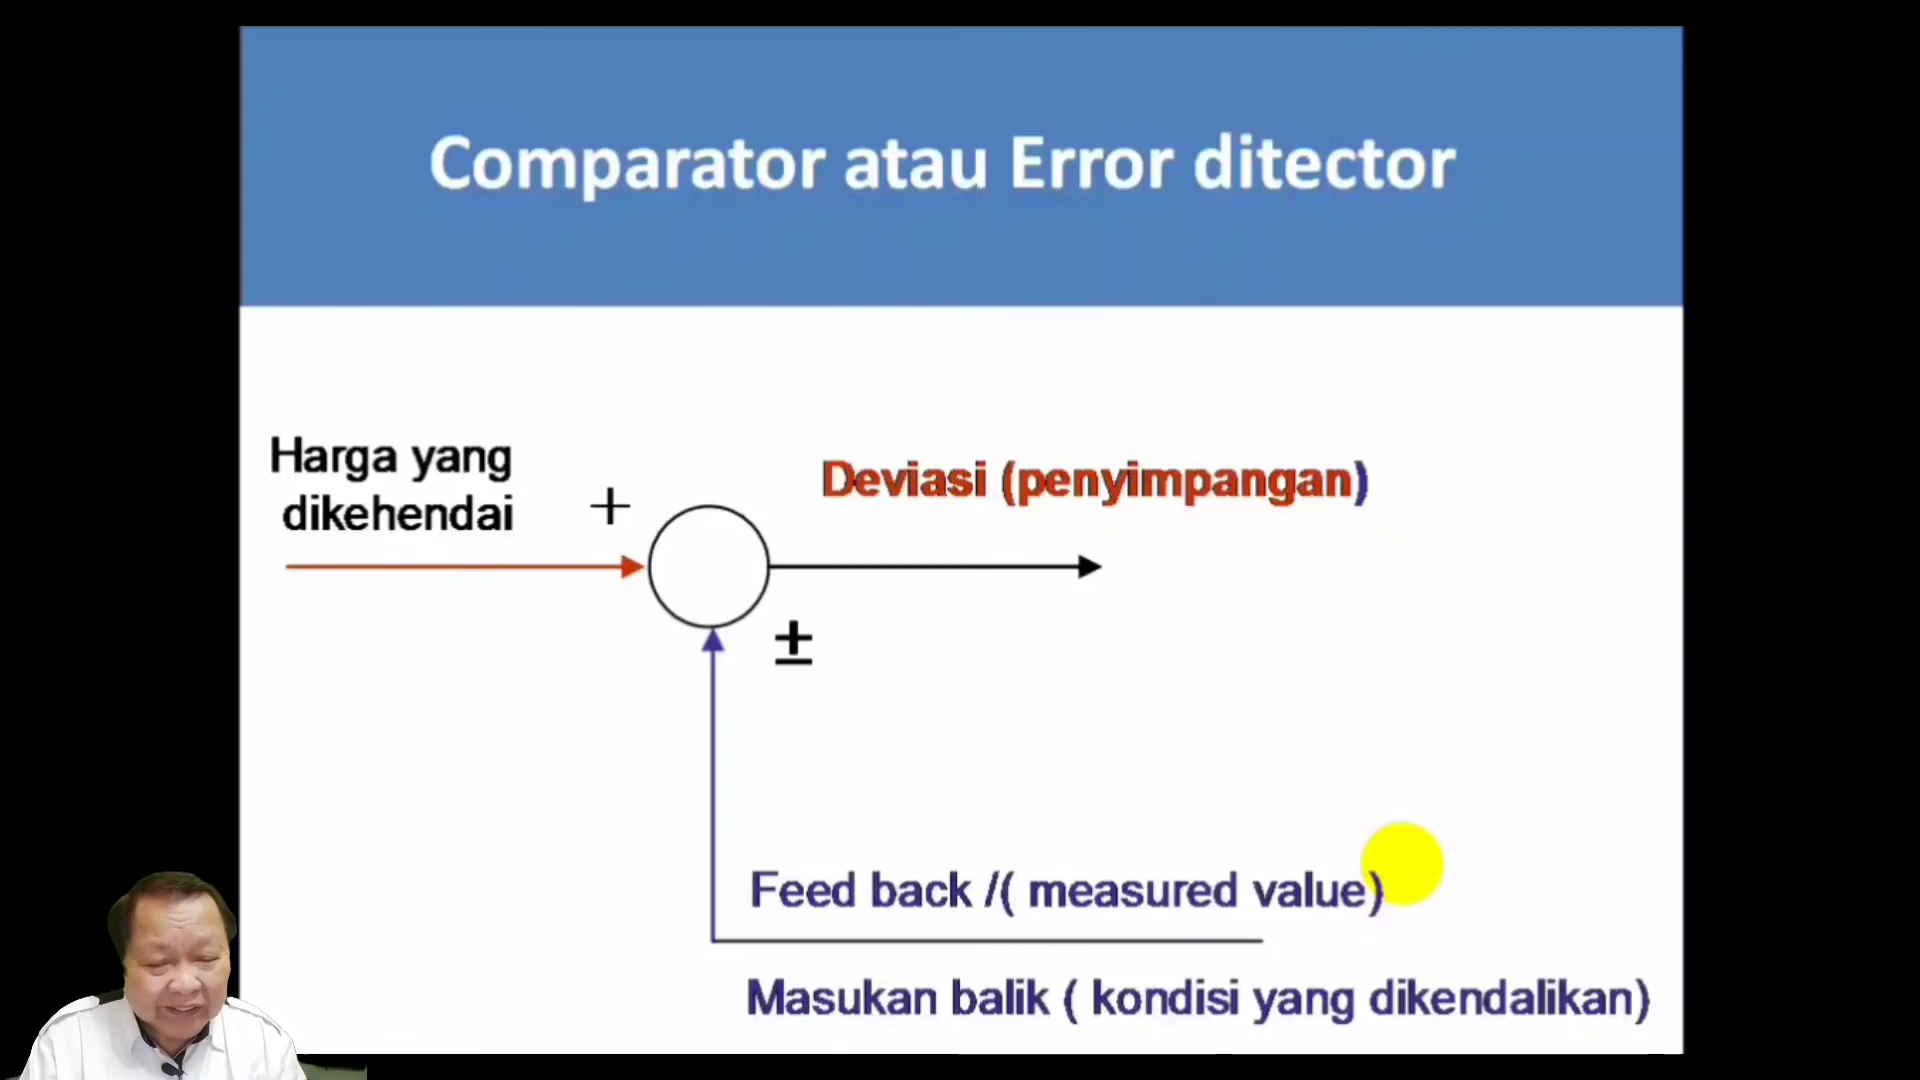 Comparator atau Error ditector
Harga yang
dikehendai
+
Deviasi (penyimpangan)
±
Feed back /( measured value)
Masukan balik ( kondisi yang dikendalikan)